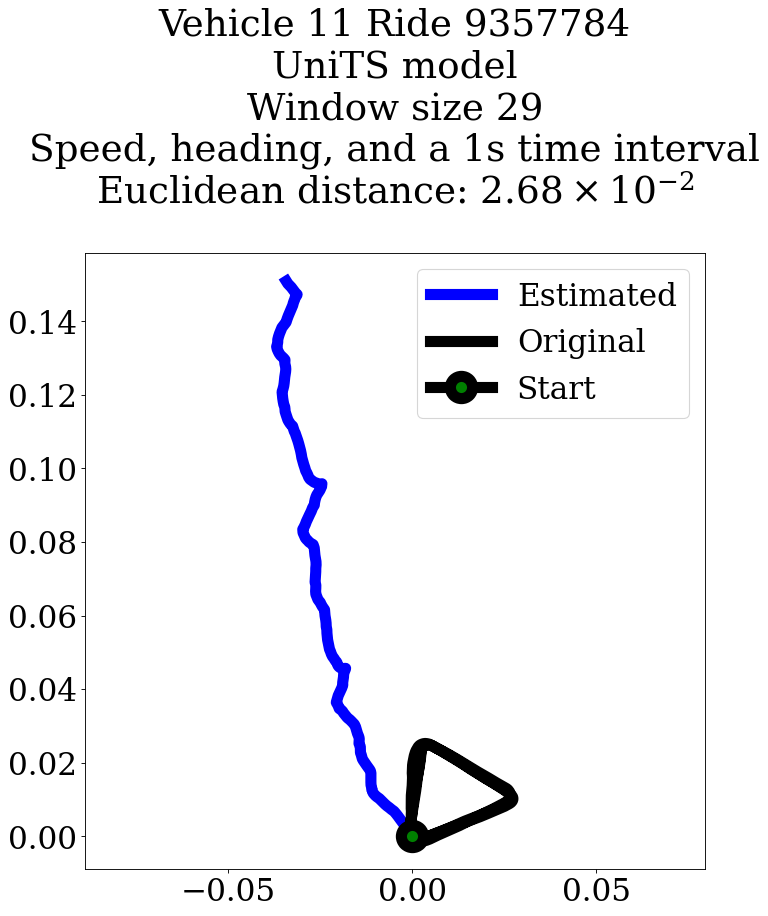 Vehicle 11 Ride 9357784
UniTS model
Window size 29
Speed, heading, and a 1s time interval
Euclidean distance: 2.68 × 10⁻²
Estimated
Original
Start
0.14
0.12
0.10
0.08
0.06
0.04
0.02
0.00
−0.05 0.00 0.05